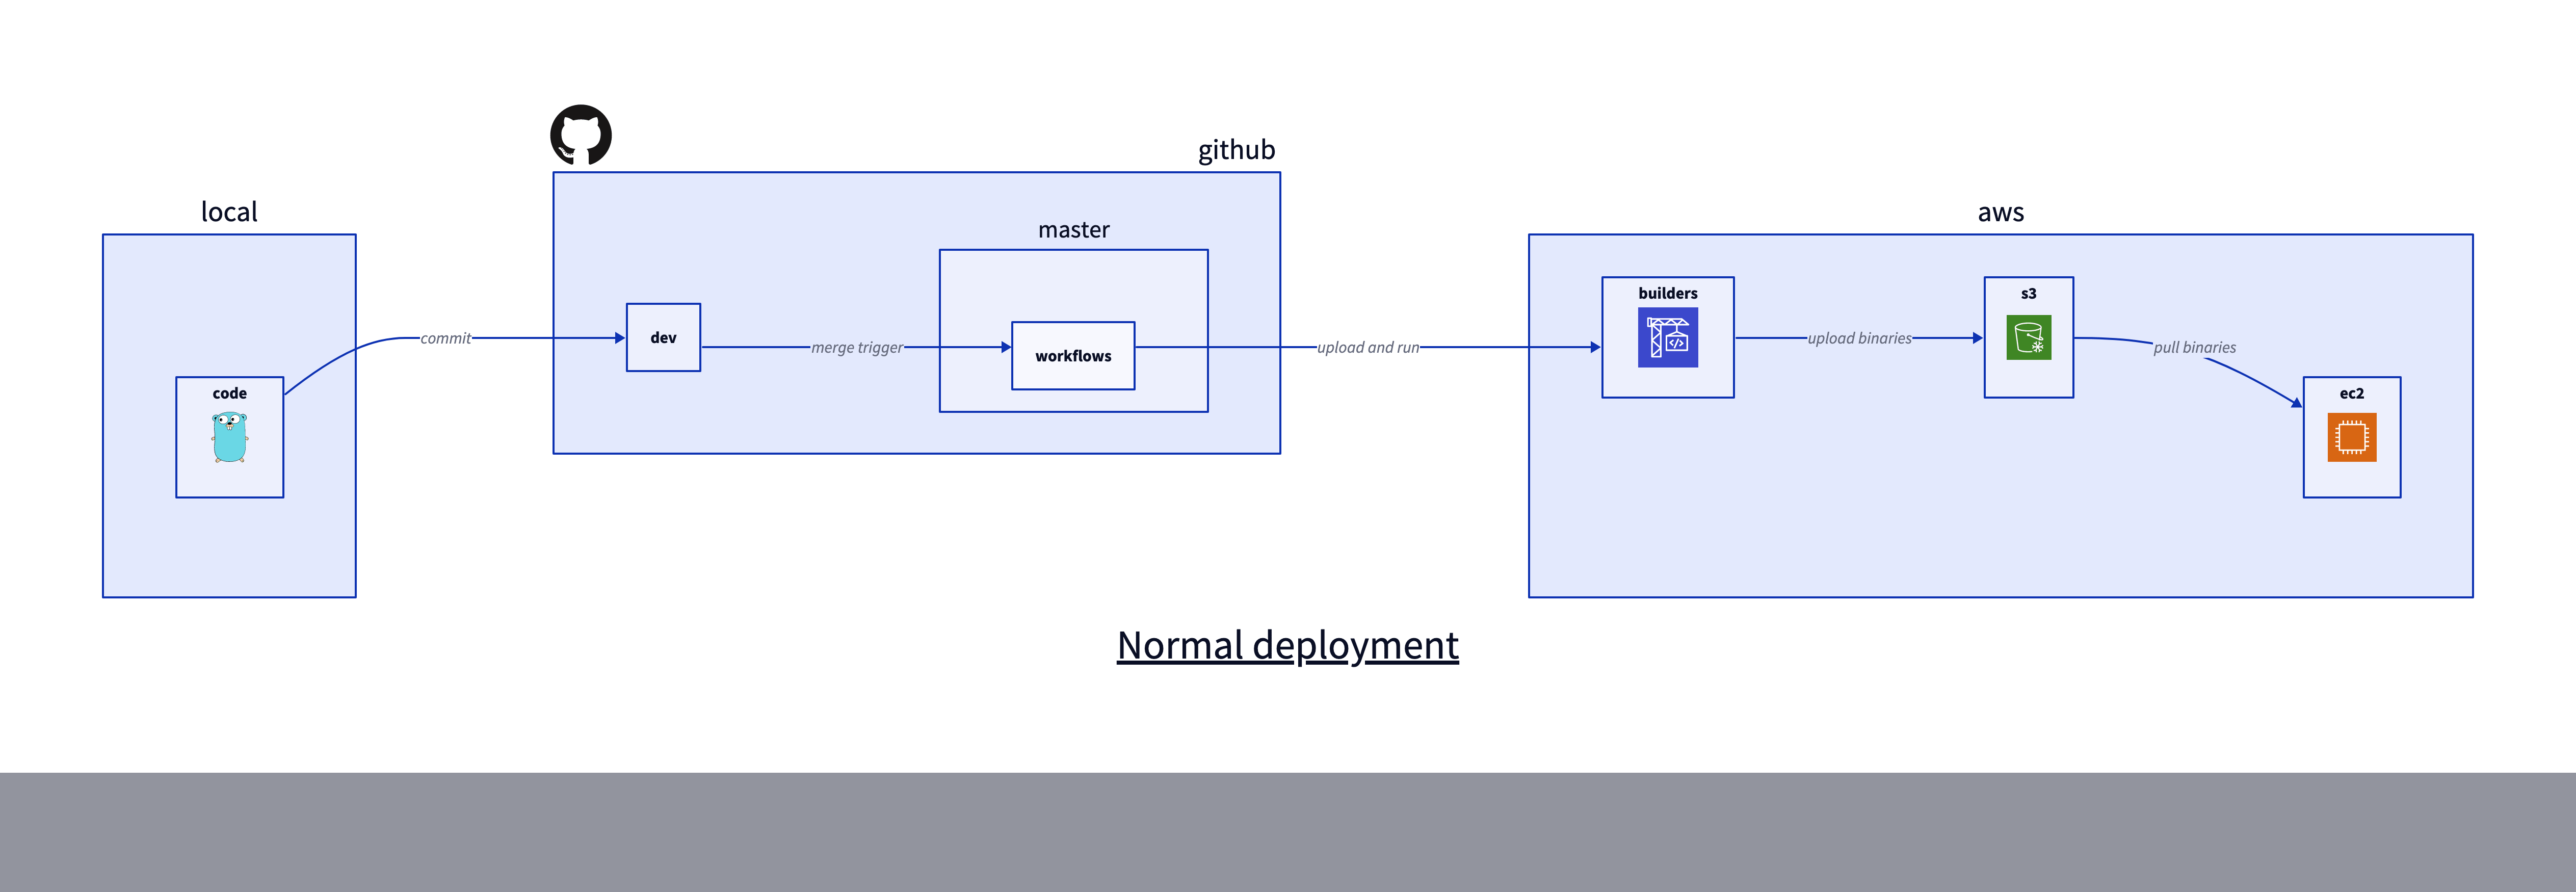 github
local
aws
master
builders
s3
commit
dev
merge trigger
workflows
upload and run
upload binaries
pull binaries
code
ec2
Normal deployment